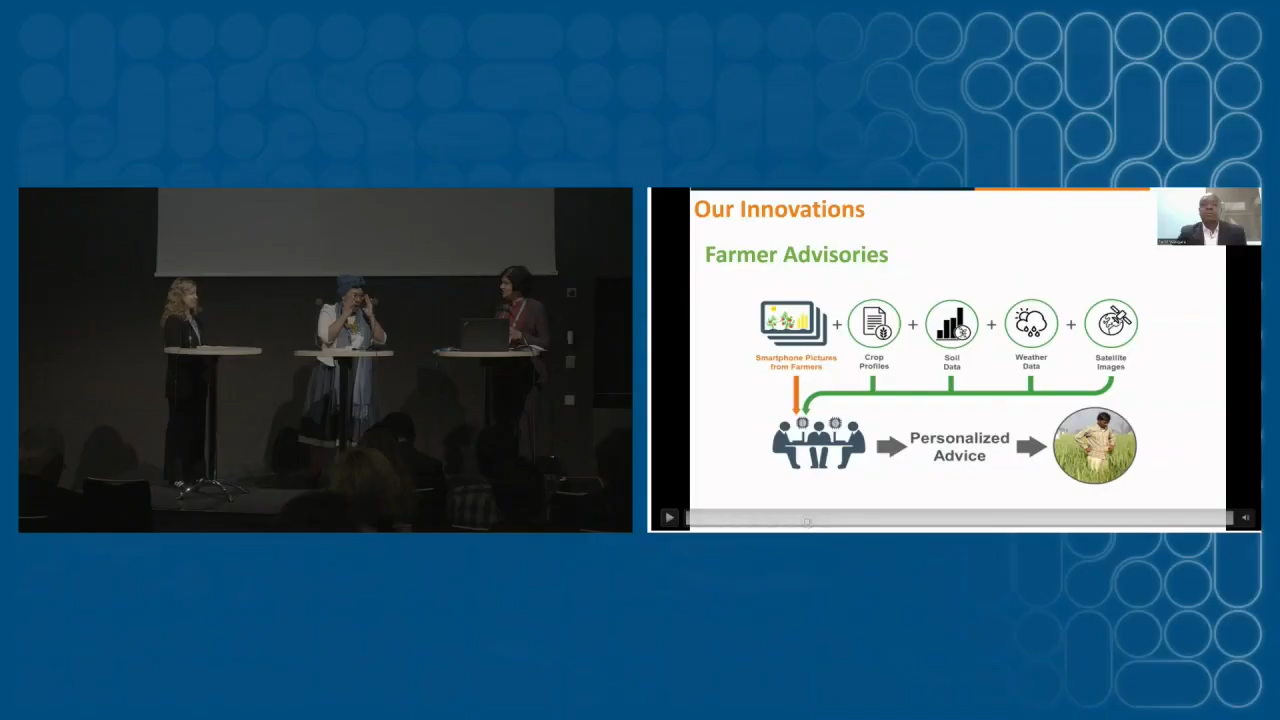 Our Innovations
Farmer Advisories
Smartphone Pictures
from Farmers
+
Crop
Profiles
+
Soil
Data
+
Weather
Data
+
Satellite
Images
Personalized
Advice